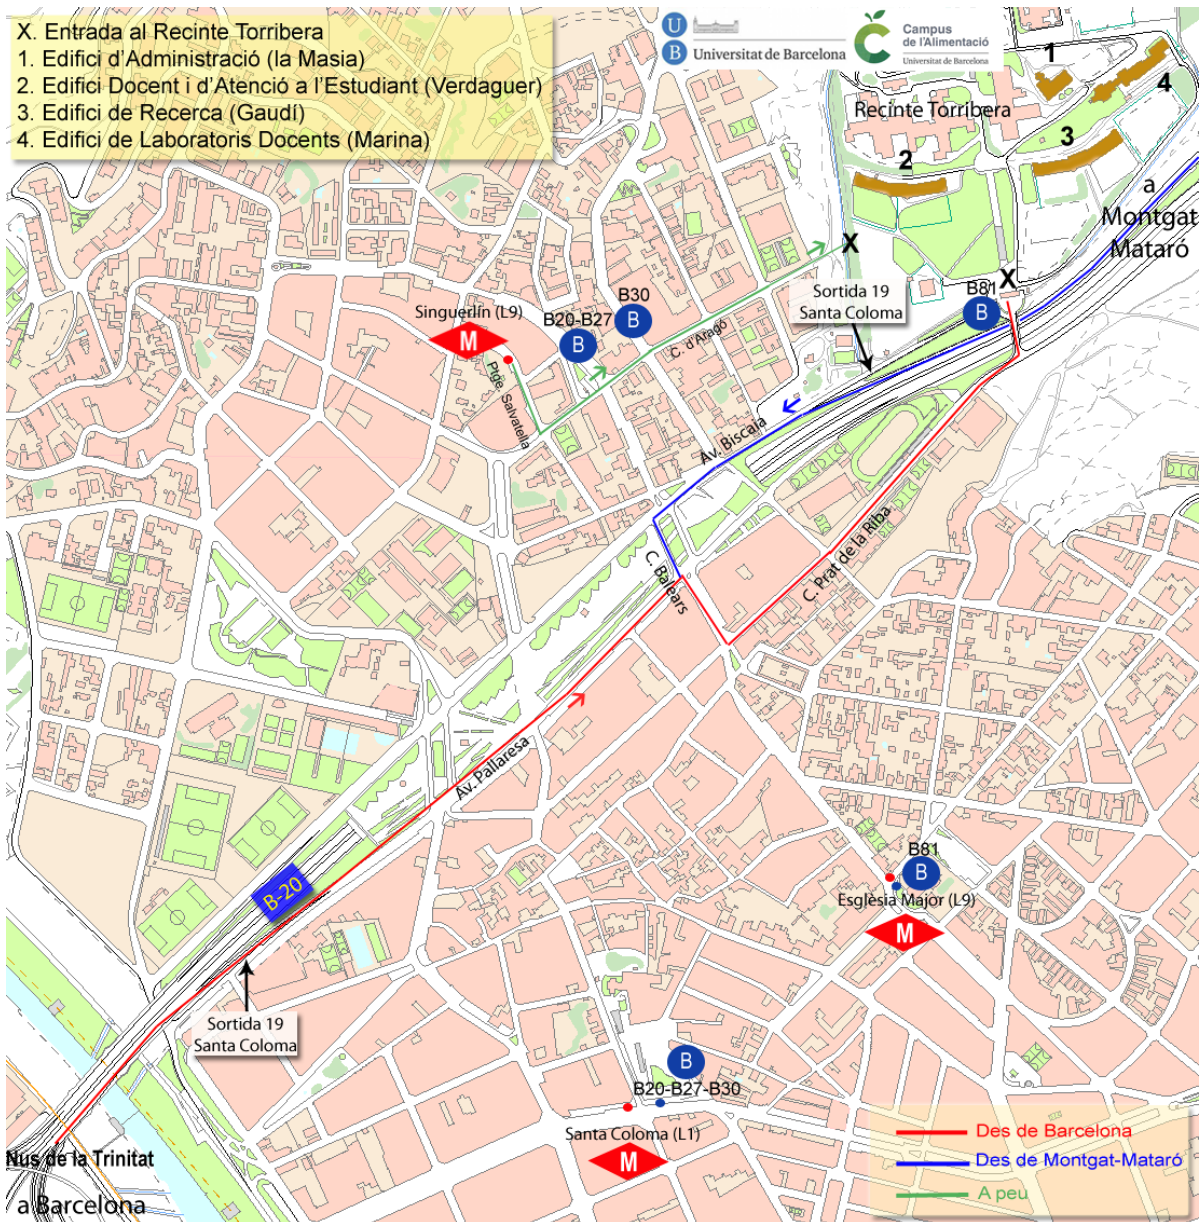 X. Entrada al Recinte Torribera
1. Edifici d'Administració (la Masia)
2. Edifici Docent i d'Atenció a l'Estudiant (Verdaguer)
3. Edifici de Recerca (Gaudí)
4. Edifici de Laboratoris Docents (Marina)
U
B
Universitat de Barcelona
Campus
de l'Alimentació
Universitat de Barcelona
1
4
Recinte Torribera
3
2
a
Montgat
Mataró
X
X
B81
B
Sortida 19
Santa Coloma
B30
B
Singuerlín (L9)
M
B20-B27
B
C. d'Aragó
Ptge. Salvatella
Av. Biscaia
C. Balears
C. Prat de la Riba
Av. Pallaresa
B-20
B81
B
Esglèsia Major (L9)
M
Sortida 19
Santa Coloma
B
B20-B27-B30
Santa Coloma (L1)
M
Nus de la Trinitat
a Barcelona
Des de Barcelona
Des de Montgat-Mataró
A peu